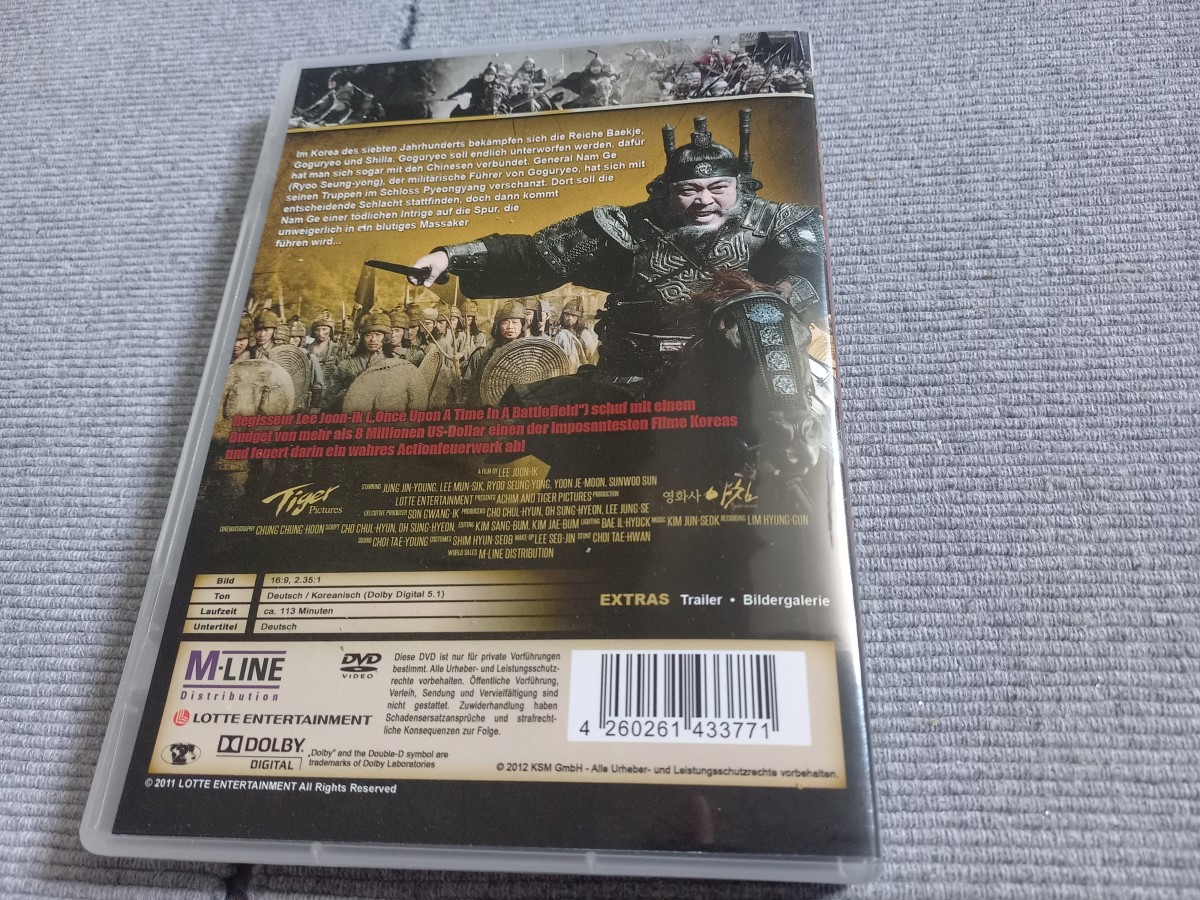 Im Korea des siebten Jahrhunderts bekämpfen sich die Reiche Baekje,
Goguryeo und Shilla. Goguryeo soll endlich unterworfen werden, dafür
hat man sich sogar mit den Chinesen verbündet. General Nam Ge
(Ryoo Seung-yong), der militärische Führer von Goguryeo, hat sich mit
seinen Truppen im Schloss Pyeongyang verschanzt. Dort soll die
entscheidende Schlacht stattfinden, doch dann kommt
Nam Ge einer tödlichen Intrige auf die Spur, die
unweigerlich in ein blutiges Massaker
führen wird...
Regisseur Lee Joon-Ik („Once Upon A Time In A Battlefield“) schuf mit einem
Budget von mehr als 8 Millionen US-Dollar einen der imposantesten Filme Koreas
und feuert darin ein wahres Actionfeuerwerk ab!
A FILM BY LEE JOON-IK
STARRING JUNG JIN-YOUNG, LEE MUN-SIK, RYOO SEUNG-YONG, YOON JE-MOON, SUNWOO SUN
Tiger Pictures
LOTTE ENTERTAINMENT PRESENTS ACHIM AND TIGER PICTURES PRODUCTION
영화사 아침
EXECUTIVE PRODUCER SON GWANG-IK PRODUCERS CHO CHUL-HYUN, OH SUNG-HYEON, LEE JUNG-SE
CINEMATOGRAPHY CHUNG CHUNG-HOON SCRIPT CHO CHUL-HYUN, OH SUNG-HYEON, EDITING KIM SANG-BUM, KIM JAE-BUM LIGHTING BAE IL-HYUCK MUSIC KIM JUN-SEOK RECORDING LIM HYUNG-GUN
SOUND CHOI TAE-YOUNG COSTUMES SHIM HYUN-SEOB MAKE-UP LEE SEO-JIN STUNT CHOI TAE-HWAN
WORLD SALES M-LINE DISTRIBUTION
Bild 16:9, 2.35:1
Ton Deutsch / Koreanisch (Dolby Digital 5.1)
Laufzeit ca. 113 Minuten
Untertitel Deutsch
EXTRAS Trailer • Bildergalerie
M-LINE
Distribution
LOTTE ENTERTAINMENT
DOLBY
DIGITAL
„Dolby“ and the Double-D symbol are
trademarks of Dolby Laboratories
DVD
VIDEO
Diese DVD ist nur für private Vorführungen
bestimmt. Alle Urheber- und Leistungsschutz-
rechte vorbehalten. Öffentliche Vorführung,
Verleih, Sendung und Vervielfältigung sind
nicht gestattet. Zuwiderhandlung haben
Schadensersatzansprüche und strafrecht-
liche Konsequenzen zur Folge.
4 260261 433771
© 2012 KSM GmbH - Alle Urheber- und Leistungsschutzrechte vorbehalten.
© 2011 LOTTE ENTERTAINMENT All Rights Reserved